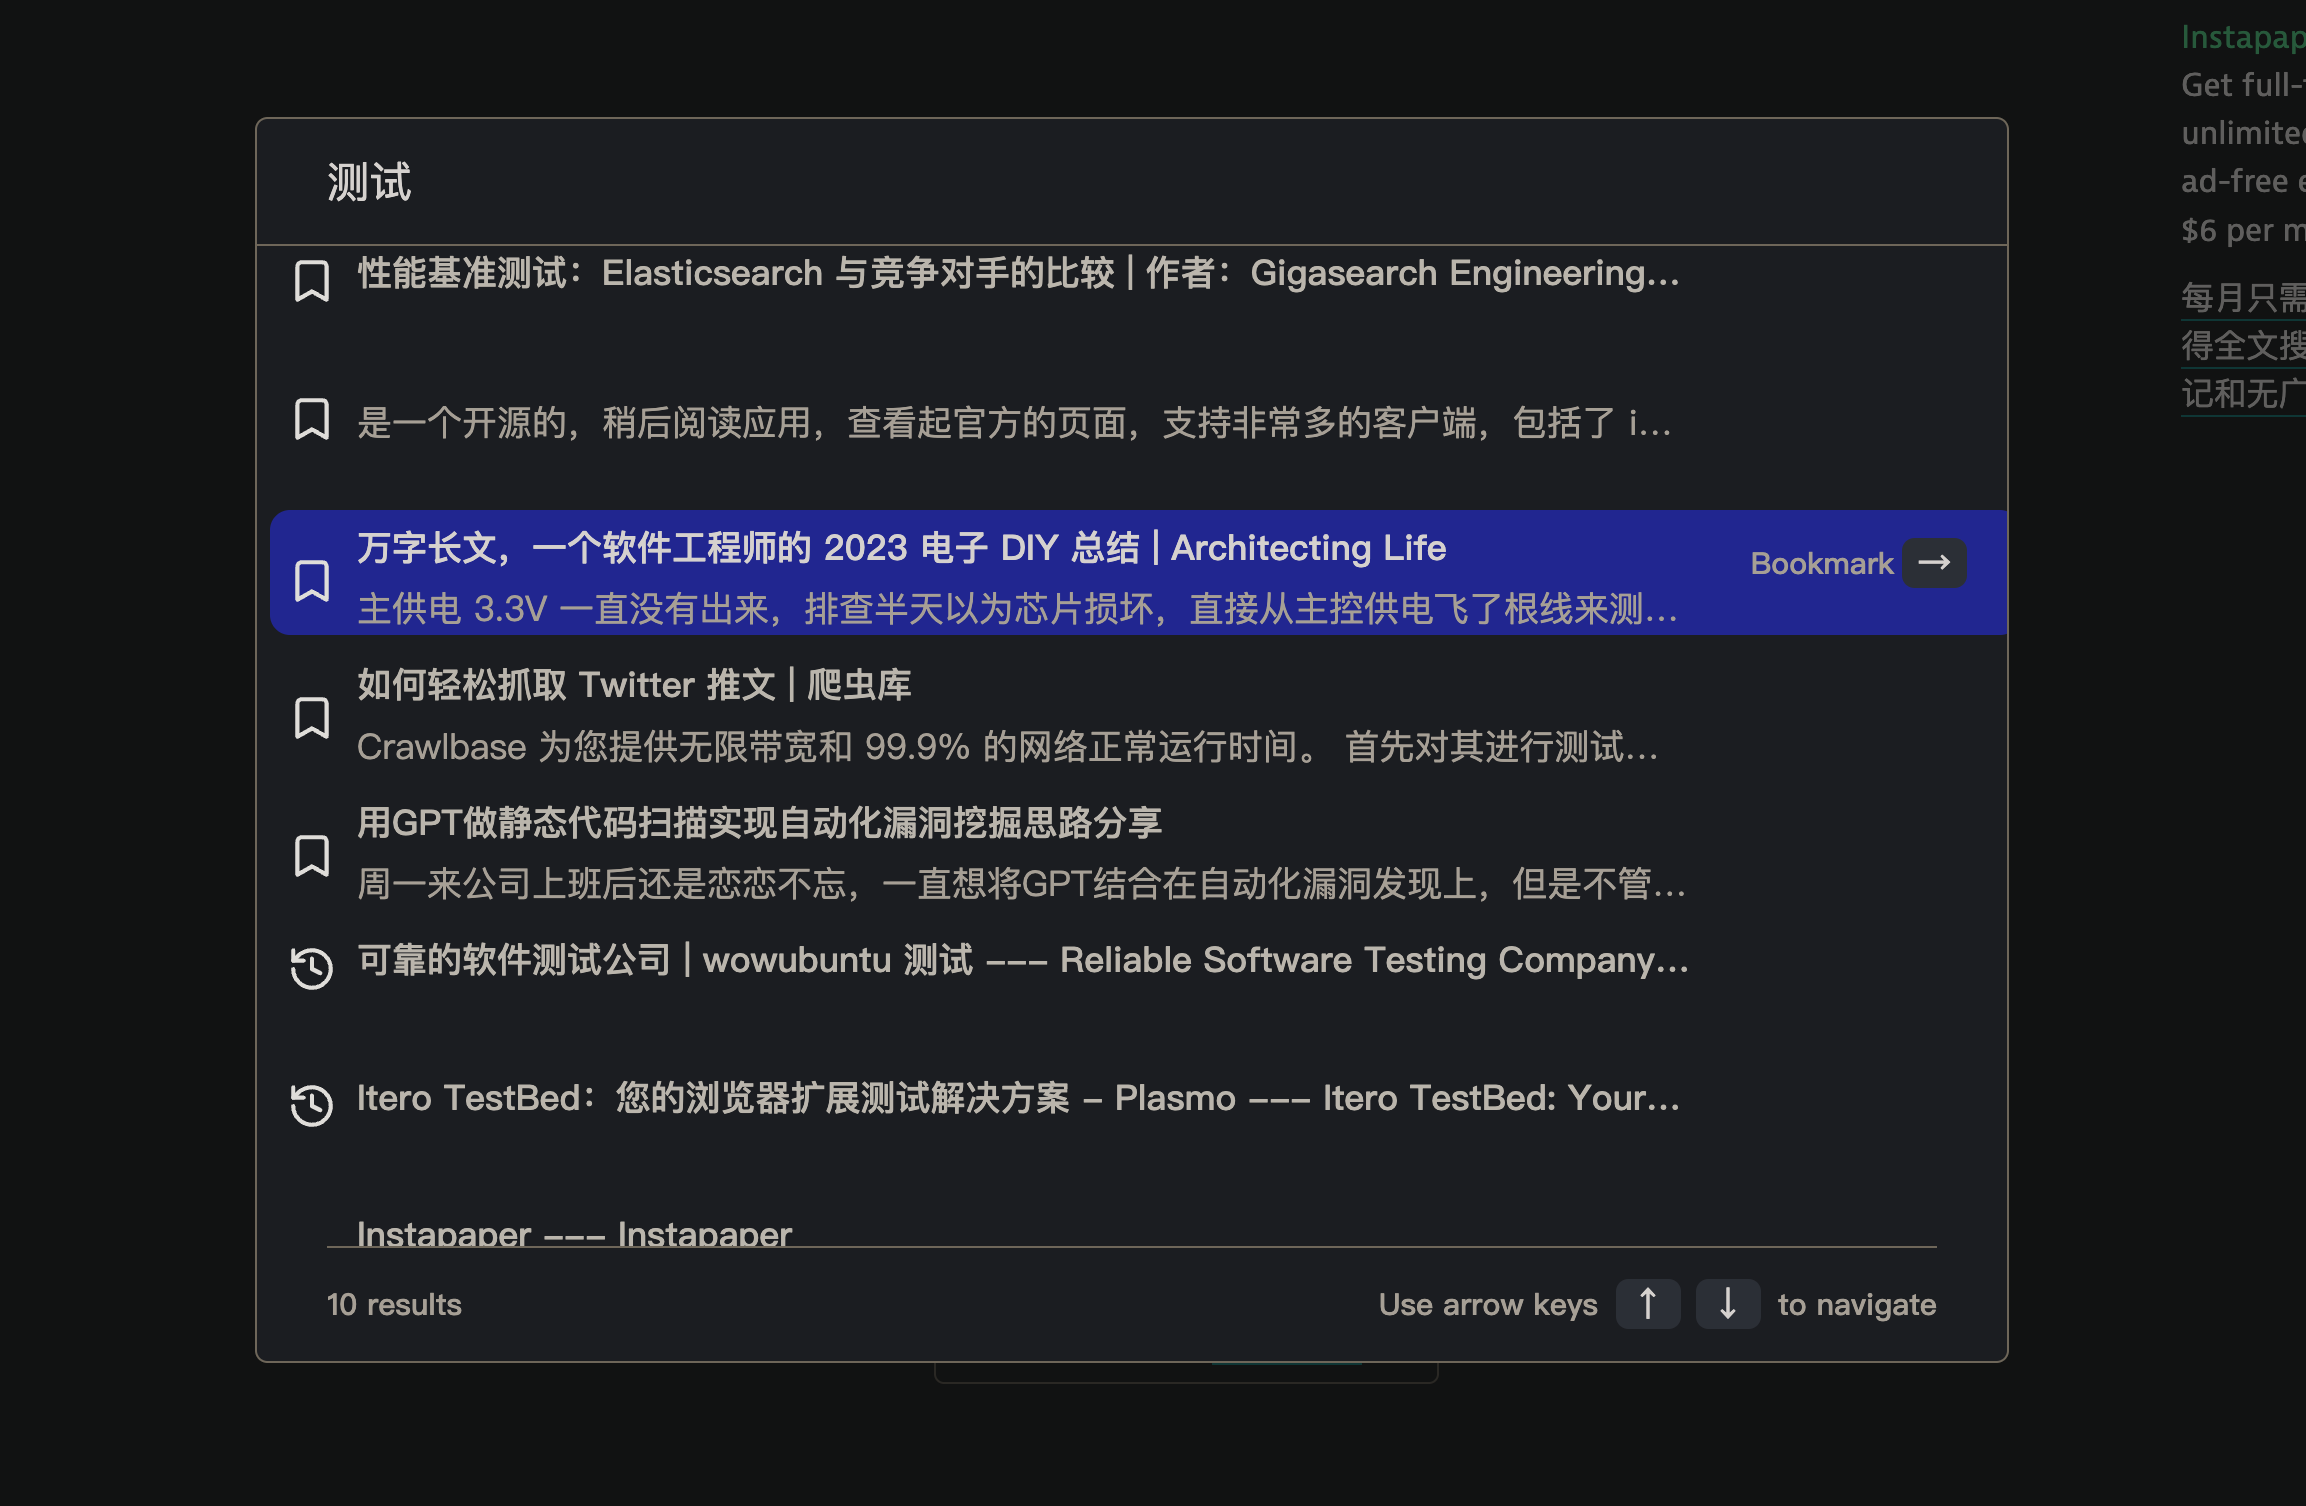 测试
性能基准测试：Elasticsearch 与竞争对手的比较 | 作者：Gigasearch Engineering...
是一个开源的，稍后阅读应用，查看起官方的页面，支持非常多的客户端，包括了 i...
万字长文，一个软件工程师的 2023 电子 DIY 总结 | Architecting Life
Bookmark →
主供电 3.3V 一直没有出来，排查半天以为芯片损坏，直接从主控供电飞了根线来测...
如何轻松抓取 Twitter 推文 | 爬虫库
Crawlbase 为您提供无限带宽和 99.9% 的网络正常运行时间。 首先对其进行测试...
用GPT做静态代码扫描实现自动化漏洞挖掘思路分享
周一来公司上班后还是恋恋不忘，一直想将GPT结合在自动化漏洞发现上，但是不管...
可靠的软件测试公司 | wowubuntu 测试 --- Reliable Software Testing Company...
Itero TestBed：您的浏览器扩展测试解决方案 – Plasmo --- Itero TestBed: Your...
Instapaper --- Instapaper
10 results
Use arrow keys ↑ ↓ to navigate
Instapap
Get full-
unlimited
ad-free e
$6 per m
每月只需
得全文搜
记和无广